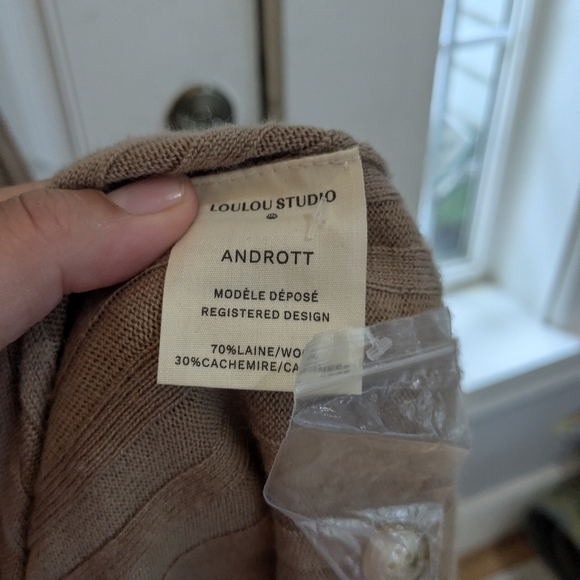 LOULOU STUDIO
ANDROTT
MODÈLE DÉPOSÉ
REGISTERED DESIGN
70%LAINE/WO
30%CACHEMIRE/CA